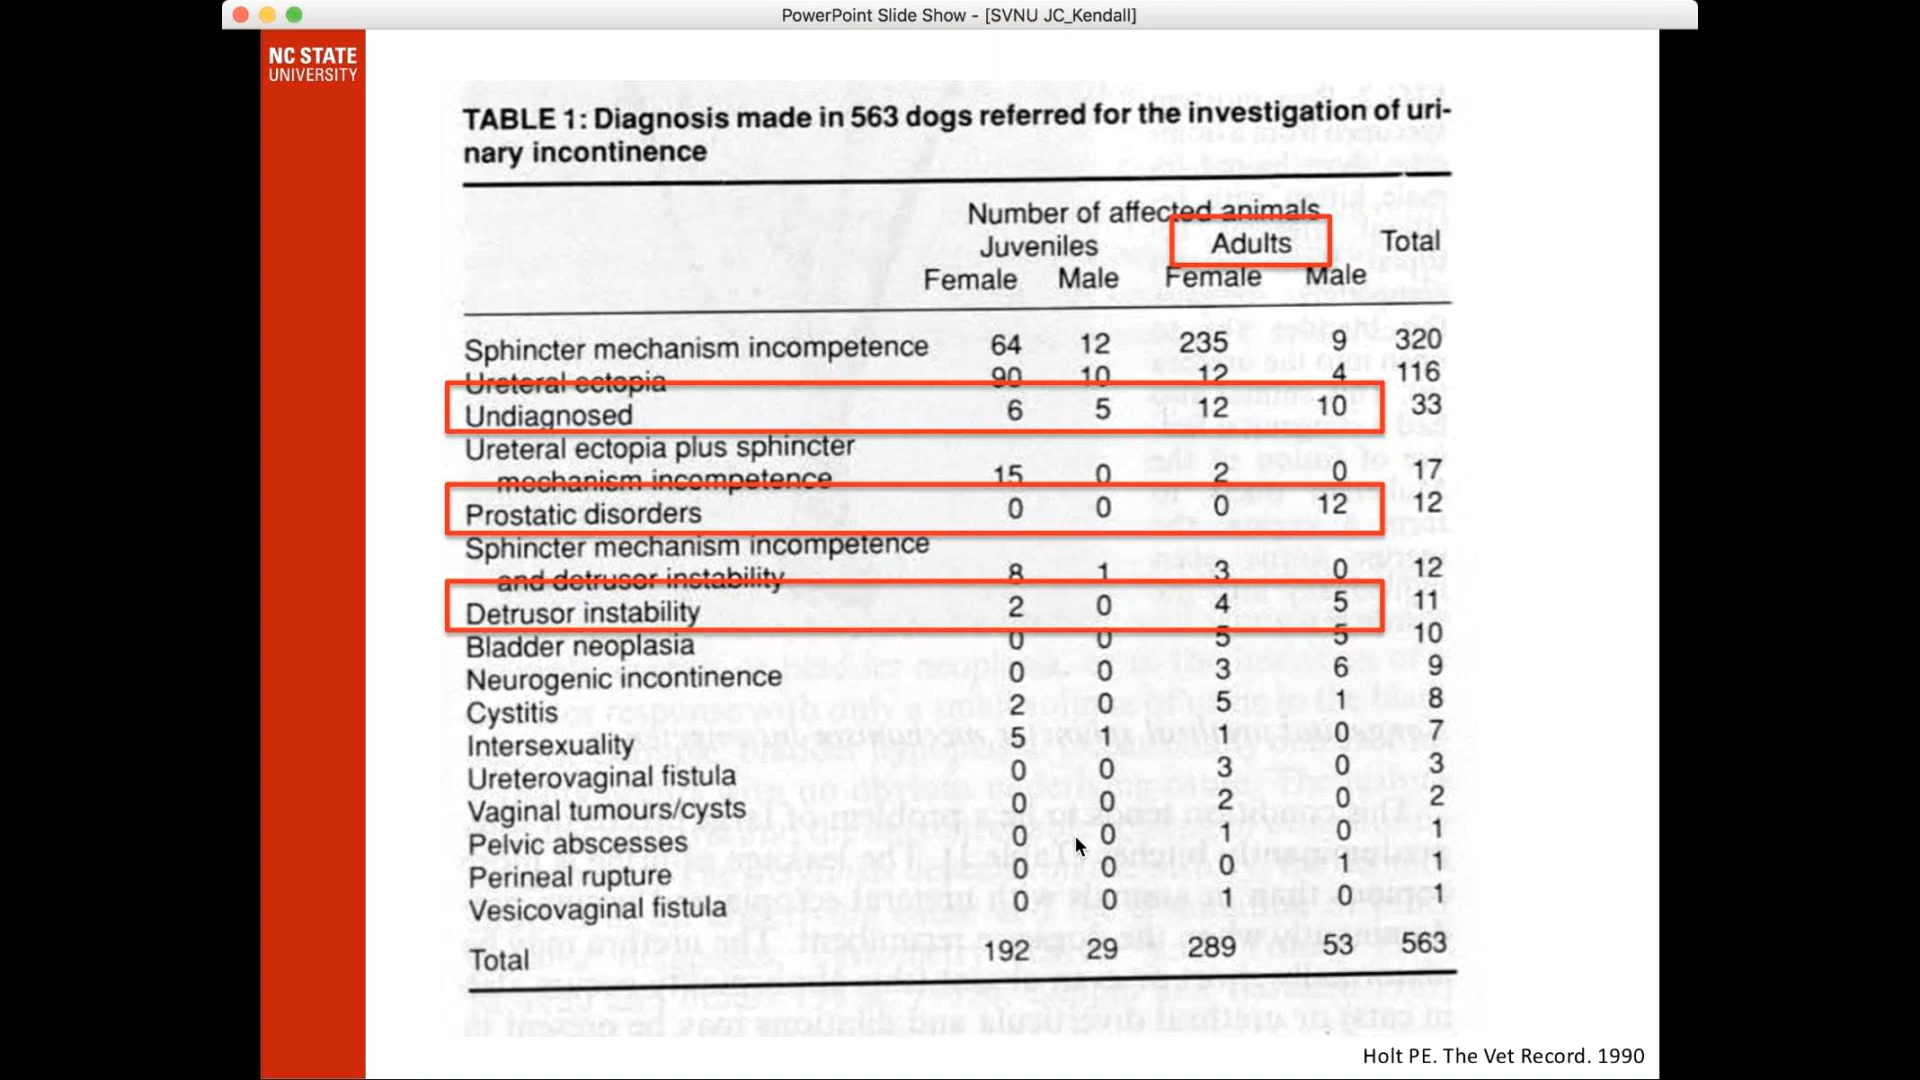 PowerPoint Slide Show - [SVNU JC_Kendall]
NC STATE
UNIVERSITY
TABLE 1: Diagnosis made in 563 dogs referred for the investigation of uri-
nary incontinence
Number of affected animals
Juveniles Adults Total
Female Male Female Male
Sphincter mechanism incompetence 64 12 235 9 320
Ureteral ectopia 90 10 12 4 116
Undiagnosed 6 5 12 10 33
Ureteral ectopia plus sphincter
mechanism incompetence 15 0 2 0 17
Prostatic disorders 0 0 0 12 12
Sphincter mechanism incompetence
and detrusor instability 8 1 3 0 12
Detrusor instability 2 0 4 5 11
Bladder neoplasia 0 0 5 5 10
Neurogenic incontinence 0 0 3 6 9
Cystitis 2 0 5 1 8
Intersexuality 5 1 1 0 7
Ureterovaginal fistula 0 0 3 0 3
Vaginal tumours/cysts 0 0 2 0 2
Pelvic abscesses 0 0 1 0 1
Perineal rupture 0 0 0 1 1
Vesicovaginal fistula 0 0 1 0 1
Total 192 29 289 53 563
Holt PE. The Vet Record. 1990